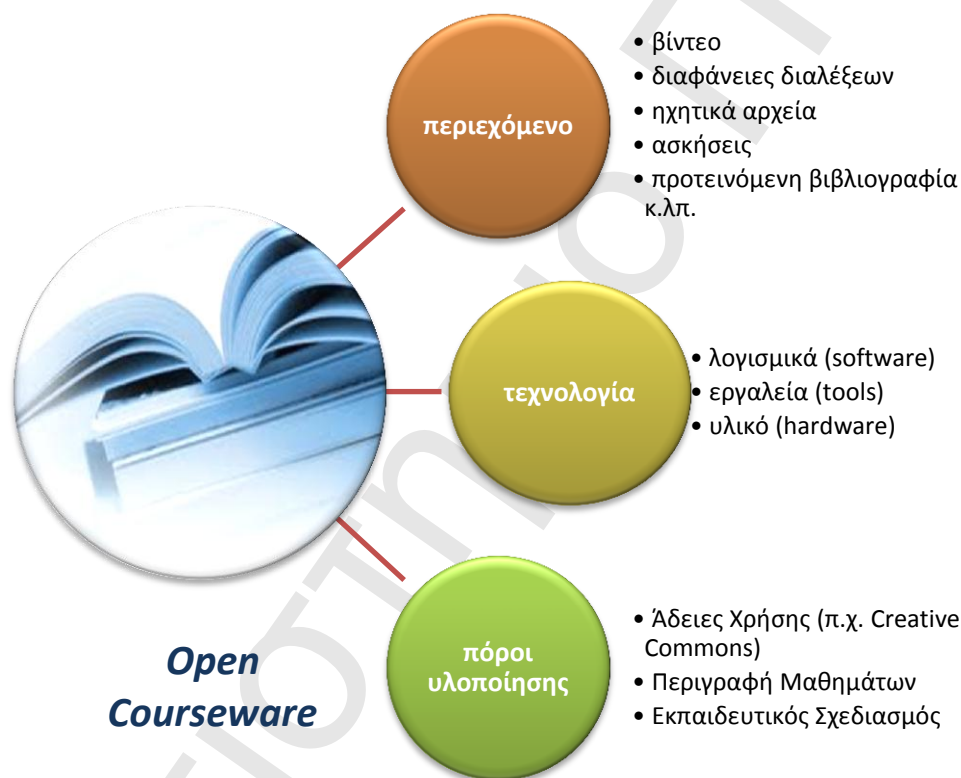 περιεχόμενο
• βίντεο
• διαφάνειες διαλέξεων
• ηχητικά αρχεία
• ασκήσεις
• προτεινόμενη βιβλιογραφία
κ.λπ.
τεχνολογία
• λογισμικά (software)
• εργαλεία (tools)
• υλικό (hardware)
πόροι
υλοποίησης
• Άδειες Χρήσης (π.χ. Creative
Commons)
• Περιγραφή Μαθημάτων
• Εκπαιδευτικός Σχεδιασμός
Open
Courseware